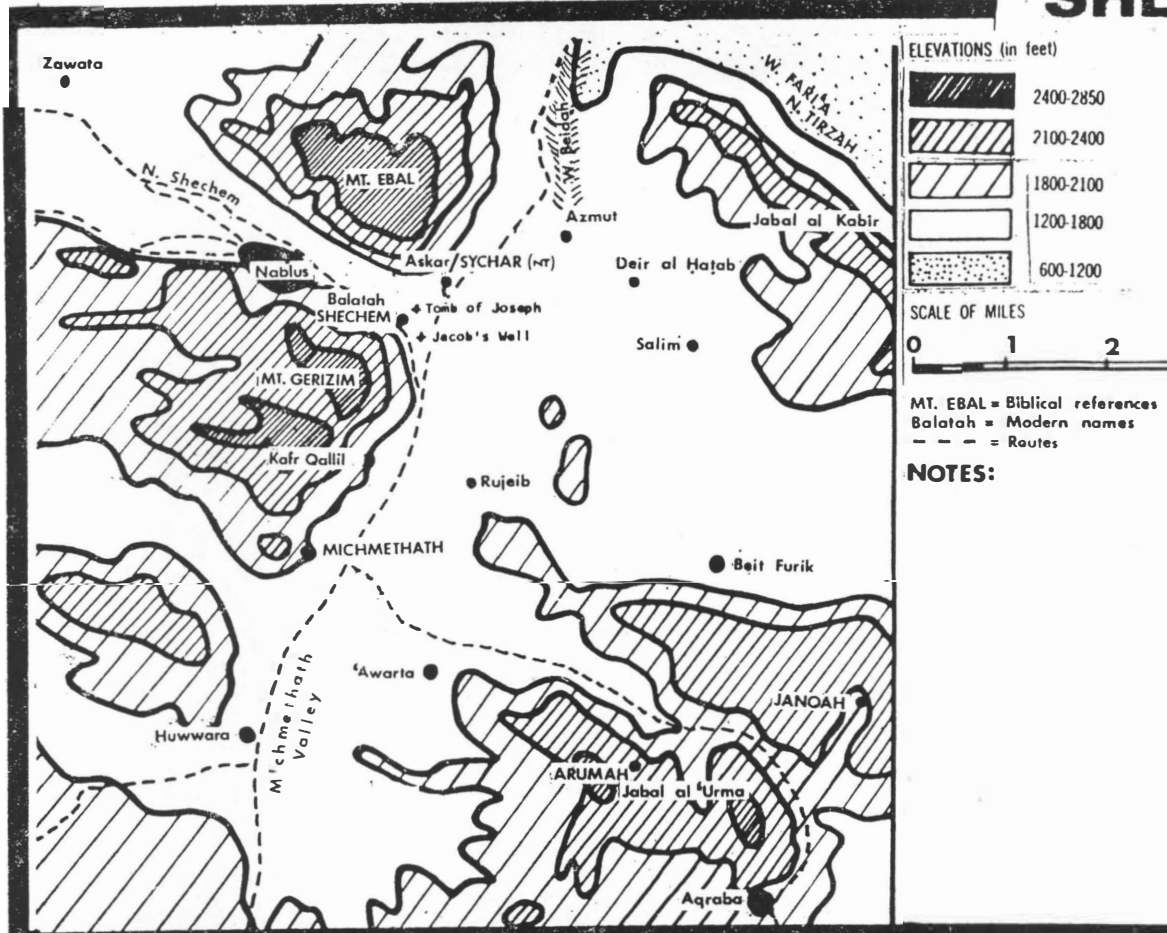 ELEVATIONS (in feet)
2400-2850
2100-2400
1800-2100
1200-1800
600-1200
SCALE OF MILES
0 1 2
MT. EBAL = Biblical references
Balatah = Modern names
--- = Routes
NOTES:
Zawata
N. Shechem
MT. EBAL
W. Beidah
W. FARI'A
N. TIRZAH
Azmut
Jabal al Kabir
Nablus
Askar/SYCHAR (NT)
Deir al Hatab
Balatah
SHECHEM
Tomb of Joseph
Jacob's Well
Salim
MT. GERIZIM
Kafr Qallil
Rujeib
MICHMETHATH
Beit Furik
'Awarta
JANOAH
Huwwara
M'chmethath
Valley
ARUMAH
Jabal al 'Urma
Aqraba